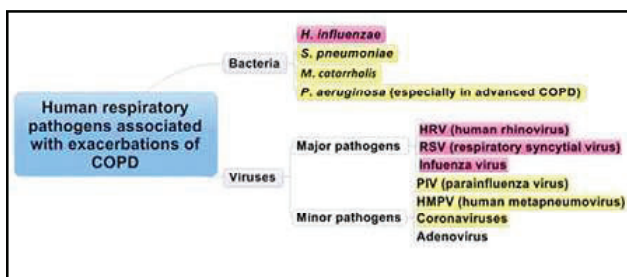 Human respiratory
pathogens associated
with exacerbations of
COPD
Bacteria
H. influenzae
S. pneumoniae
M. catorrholis
P. aeruginosa (especially in advanced COPD)
Viruses
Major pathogens
HRV (human rhinovirus)
RSV (respiratory syncytial virus)
Infuenza virus
Minor pathogens
PIV (parainfluenza virus)
HMPV (human metapneumovirus)
Coronaviruses
Adenovirus